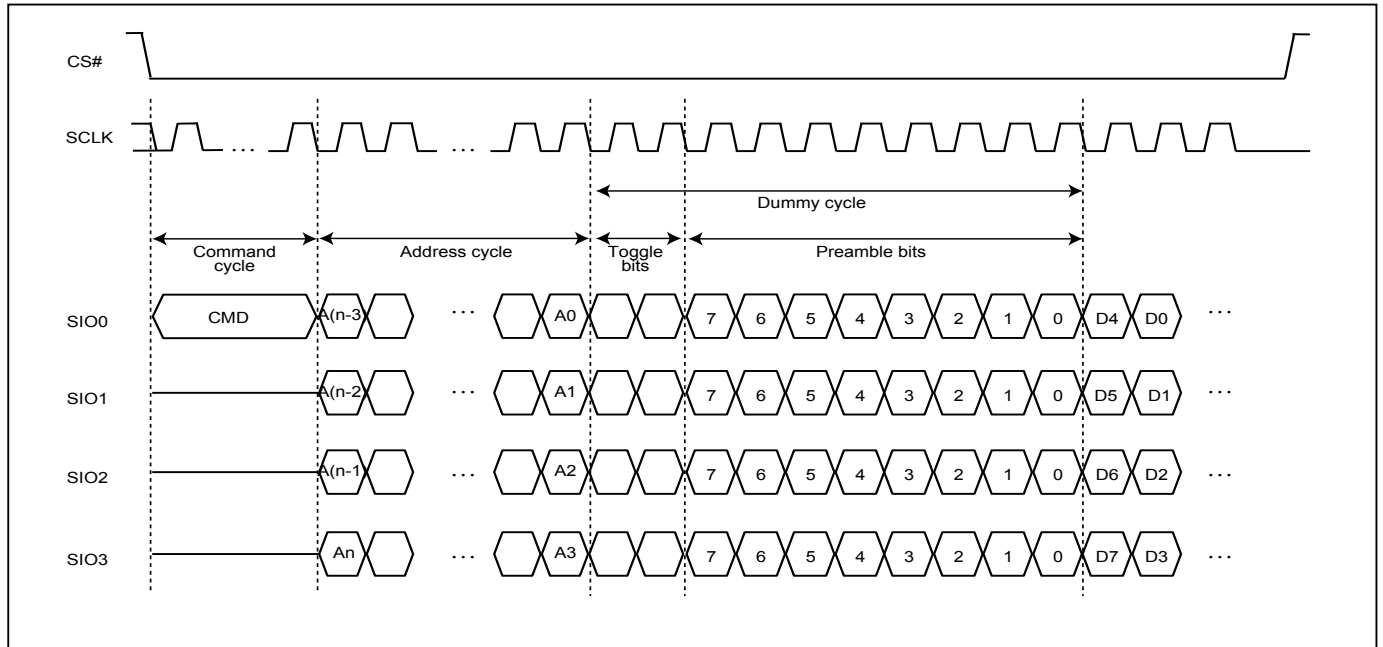 CS#
SCLK ... ...
Dummy cycle
Command cycle Address cycle Toggle bits Preamble bits
SIO0 CMD A(n-3) ... A0 7 6 5 4 3 2 1 0 D4 D0 ...
SIO1 A(n-2) ... A1 7 6 5 4 3 2 1 0 D5 D1 ...
SIO2 A(n-1) ... A2 7 6 5 4 3 2 1 0 D6 D2 ...
SIO3 An ... A3 7 6 5 4 3 2 1 0 D7 D3 ...